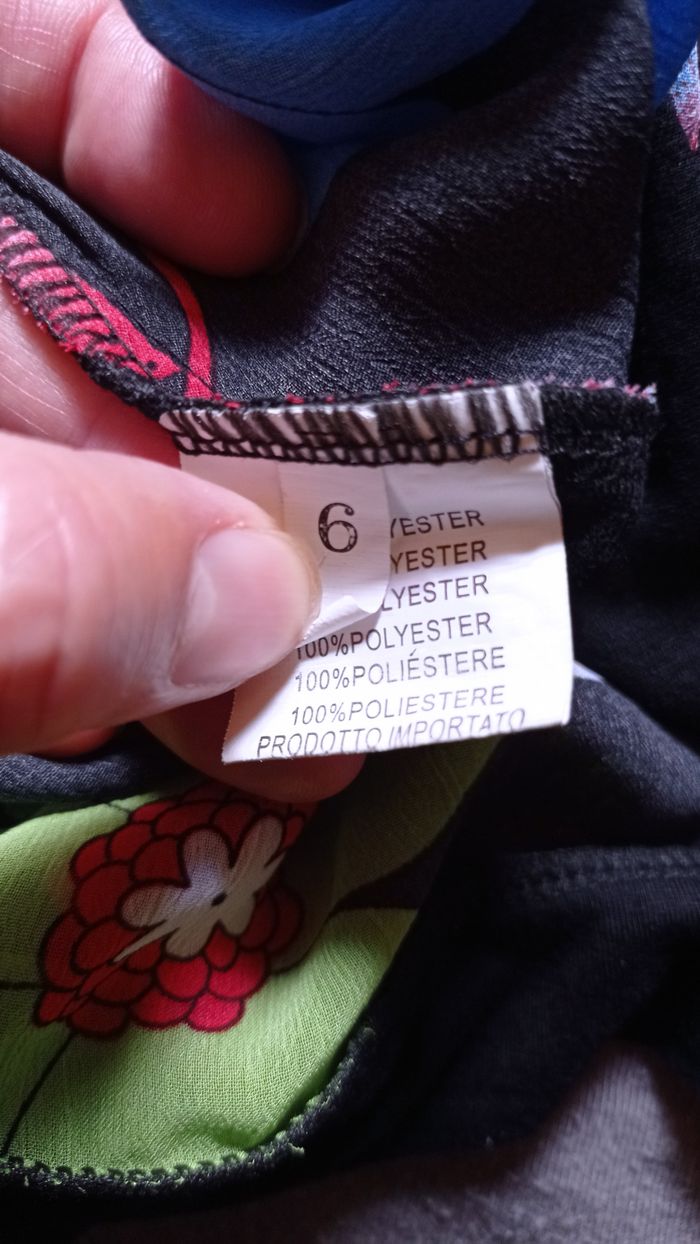 6
YESTER
YESTER
LYESTER
100%POLYESTER
100%POLIÉSTERE
100%POLIESTERE
PRODOTTO IMPORTATO